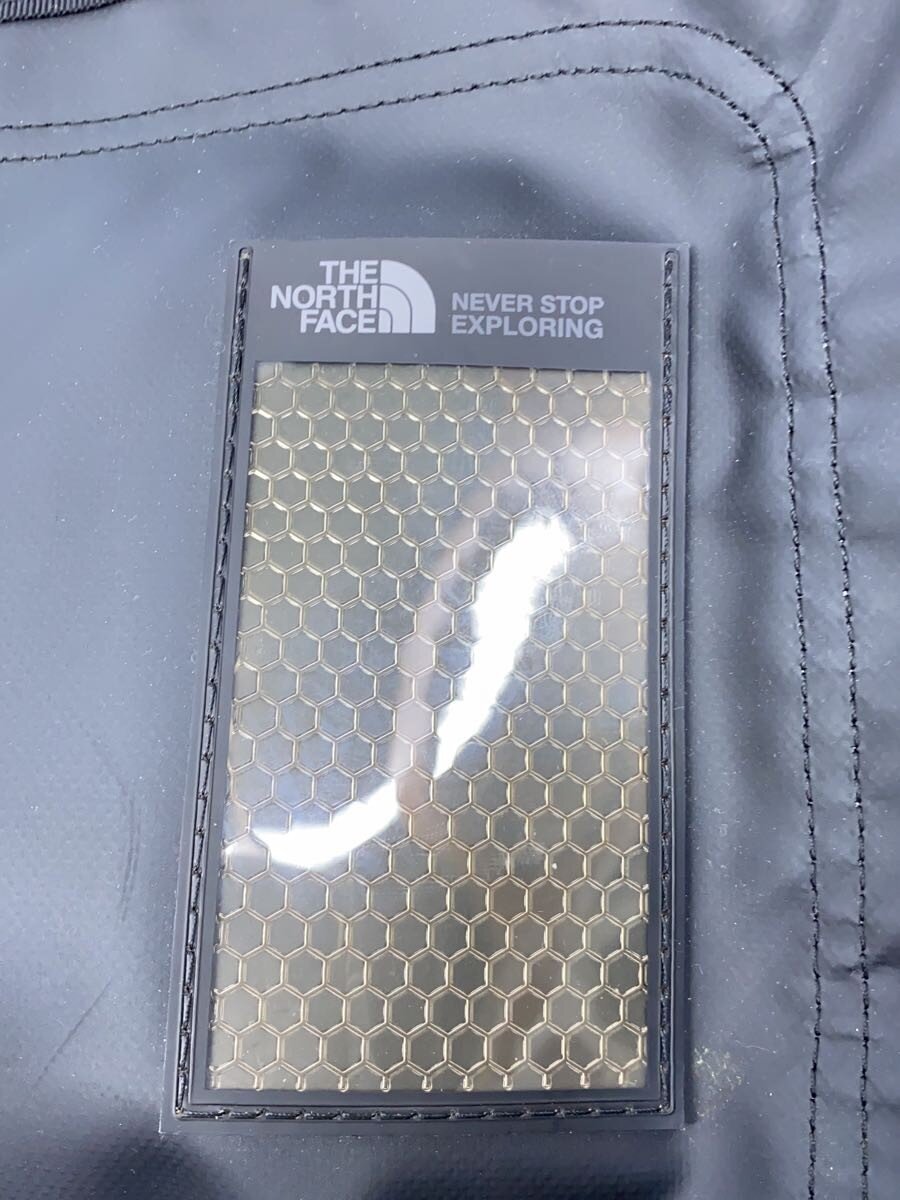 THE
NORTH
FACE
NEVER STOP
EXPLORING